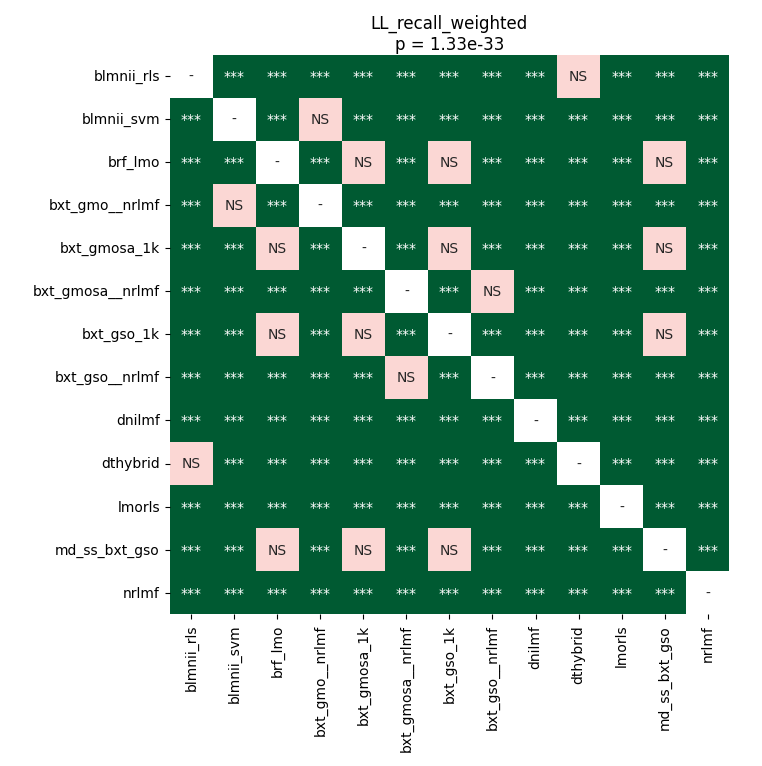 LL_recall_weighted
p = 1.33e-33
blmnii_rls - *** *** *** *** *** *** *** *** NS *** *** ***
blmnii_svm *** - *** NS *** *** *** *** *** *** *** *** ***
brf_lmo *** *** - *** NS *** NS *** *** *** *** NS ***
bxt_gmo__nrlmf *** NS *** - *** *** *** *** *** *** *** *** ***
bxt_gmosa_1k *** *** NS *** - *** NS *** *** *** *** NS ***
bxt_gmosa__nrlmf *** *** *** *** *** - *** NS *** *** *** *** ***
bxt_gso_1k *** *** NS *** NS *** - *** *** *** *** NS ***
bxt_gso__nrlmf *** *** *** *** *** NS *** - *** *** *** *** ***
dnilmf *** *** *** *** *** *** *** *** - *** *** *** ***
dthybrid NS *** *** *** *** *** *** *** *** - *** *** ***
lmorls *** *** *** *** *** *** *** *** *** *** - *** ***
md_ss_bxt_gso *** *** NS *** NS *** NS *** *** *** *** - ***
nrlmf *** *** *** *** *** *** *** *** *** *** *** *** -
blmnii_rls
blmnii_svm
brf_lmo
bxt_gmo__nrlmf
bxt_gmosa_1k
bxt_gmosa__nrlmf
bxt_gso_1k
bxt_gso__nrlmf
dnilmf
dthybrid
lmorls
md_ss_bxt_gso
nrlmf